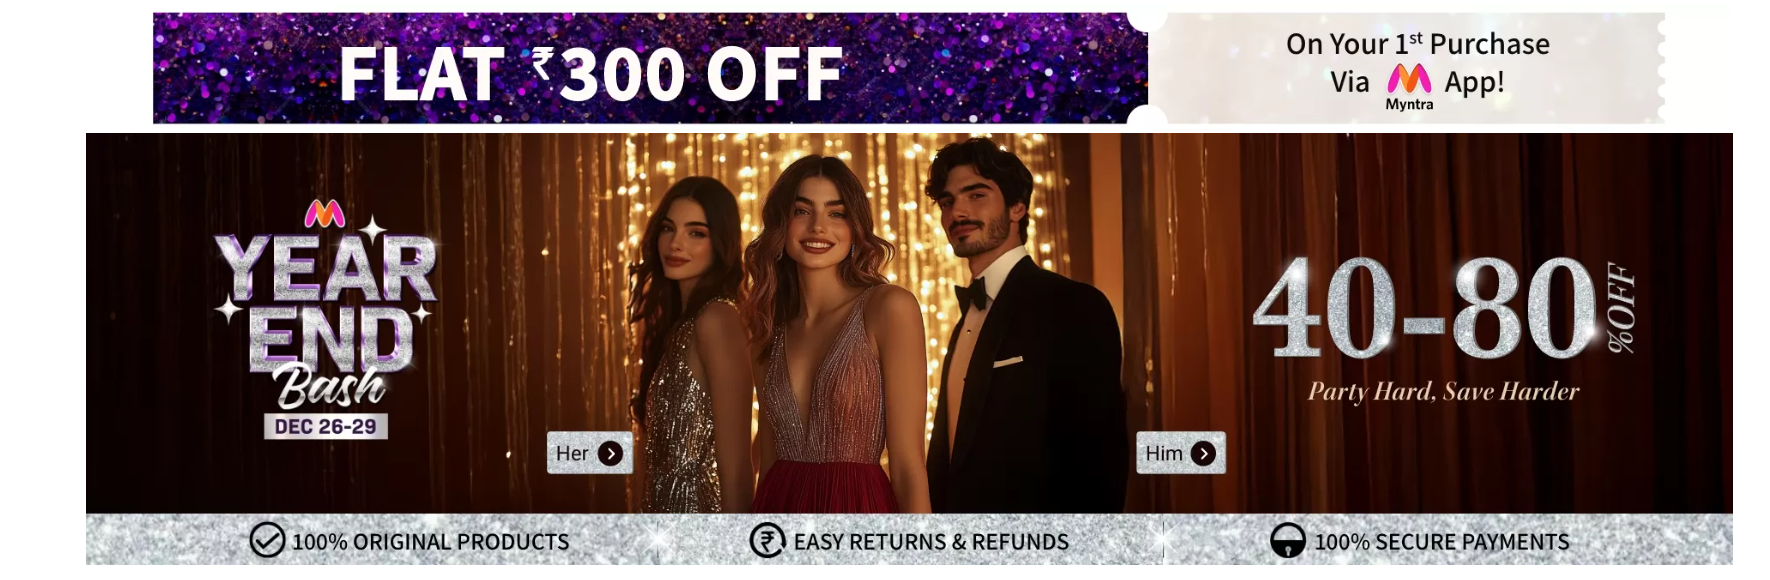 FLAT ₹300 OFF
On Your 1st Purchase
Via Myntra App!
YEAR
END
Bash
DEC 26-29
Her
Him
40-80 %OFF
Party Hard, Save Harder
100% ORIGINAL PRODUCTS
EASY RETURNS & REFUNDS
100% SECURE PAYMENTS